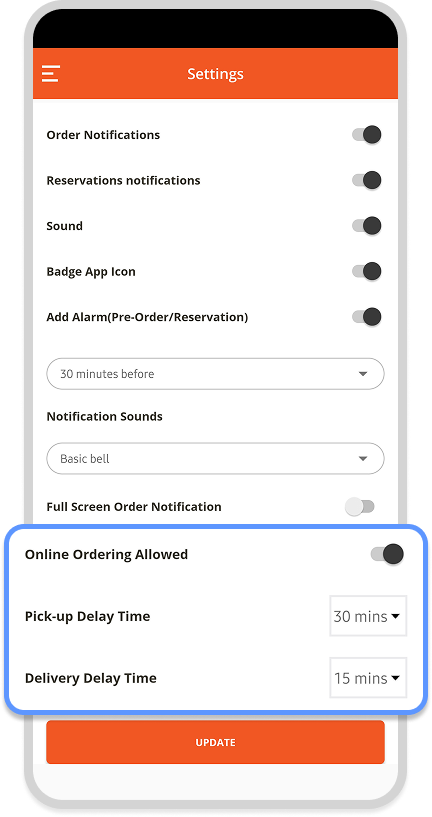 Settings
Order Notifications
Reservations notifications
Sound
Badge App Icon
Add Alarm(Pre-Order/Reservation)
30 minutes before
Notification Sounds
Basic bell
Full Screen Order Notification
Online Ordering Allowed
Pick-up Delay Time
30 mins
Delivery Delay Time
15 mins
UPDATE